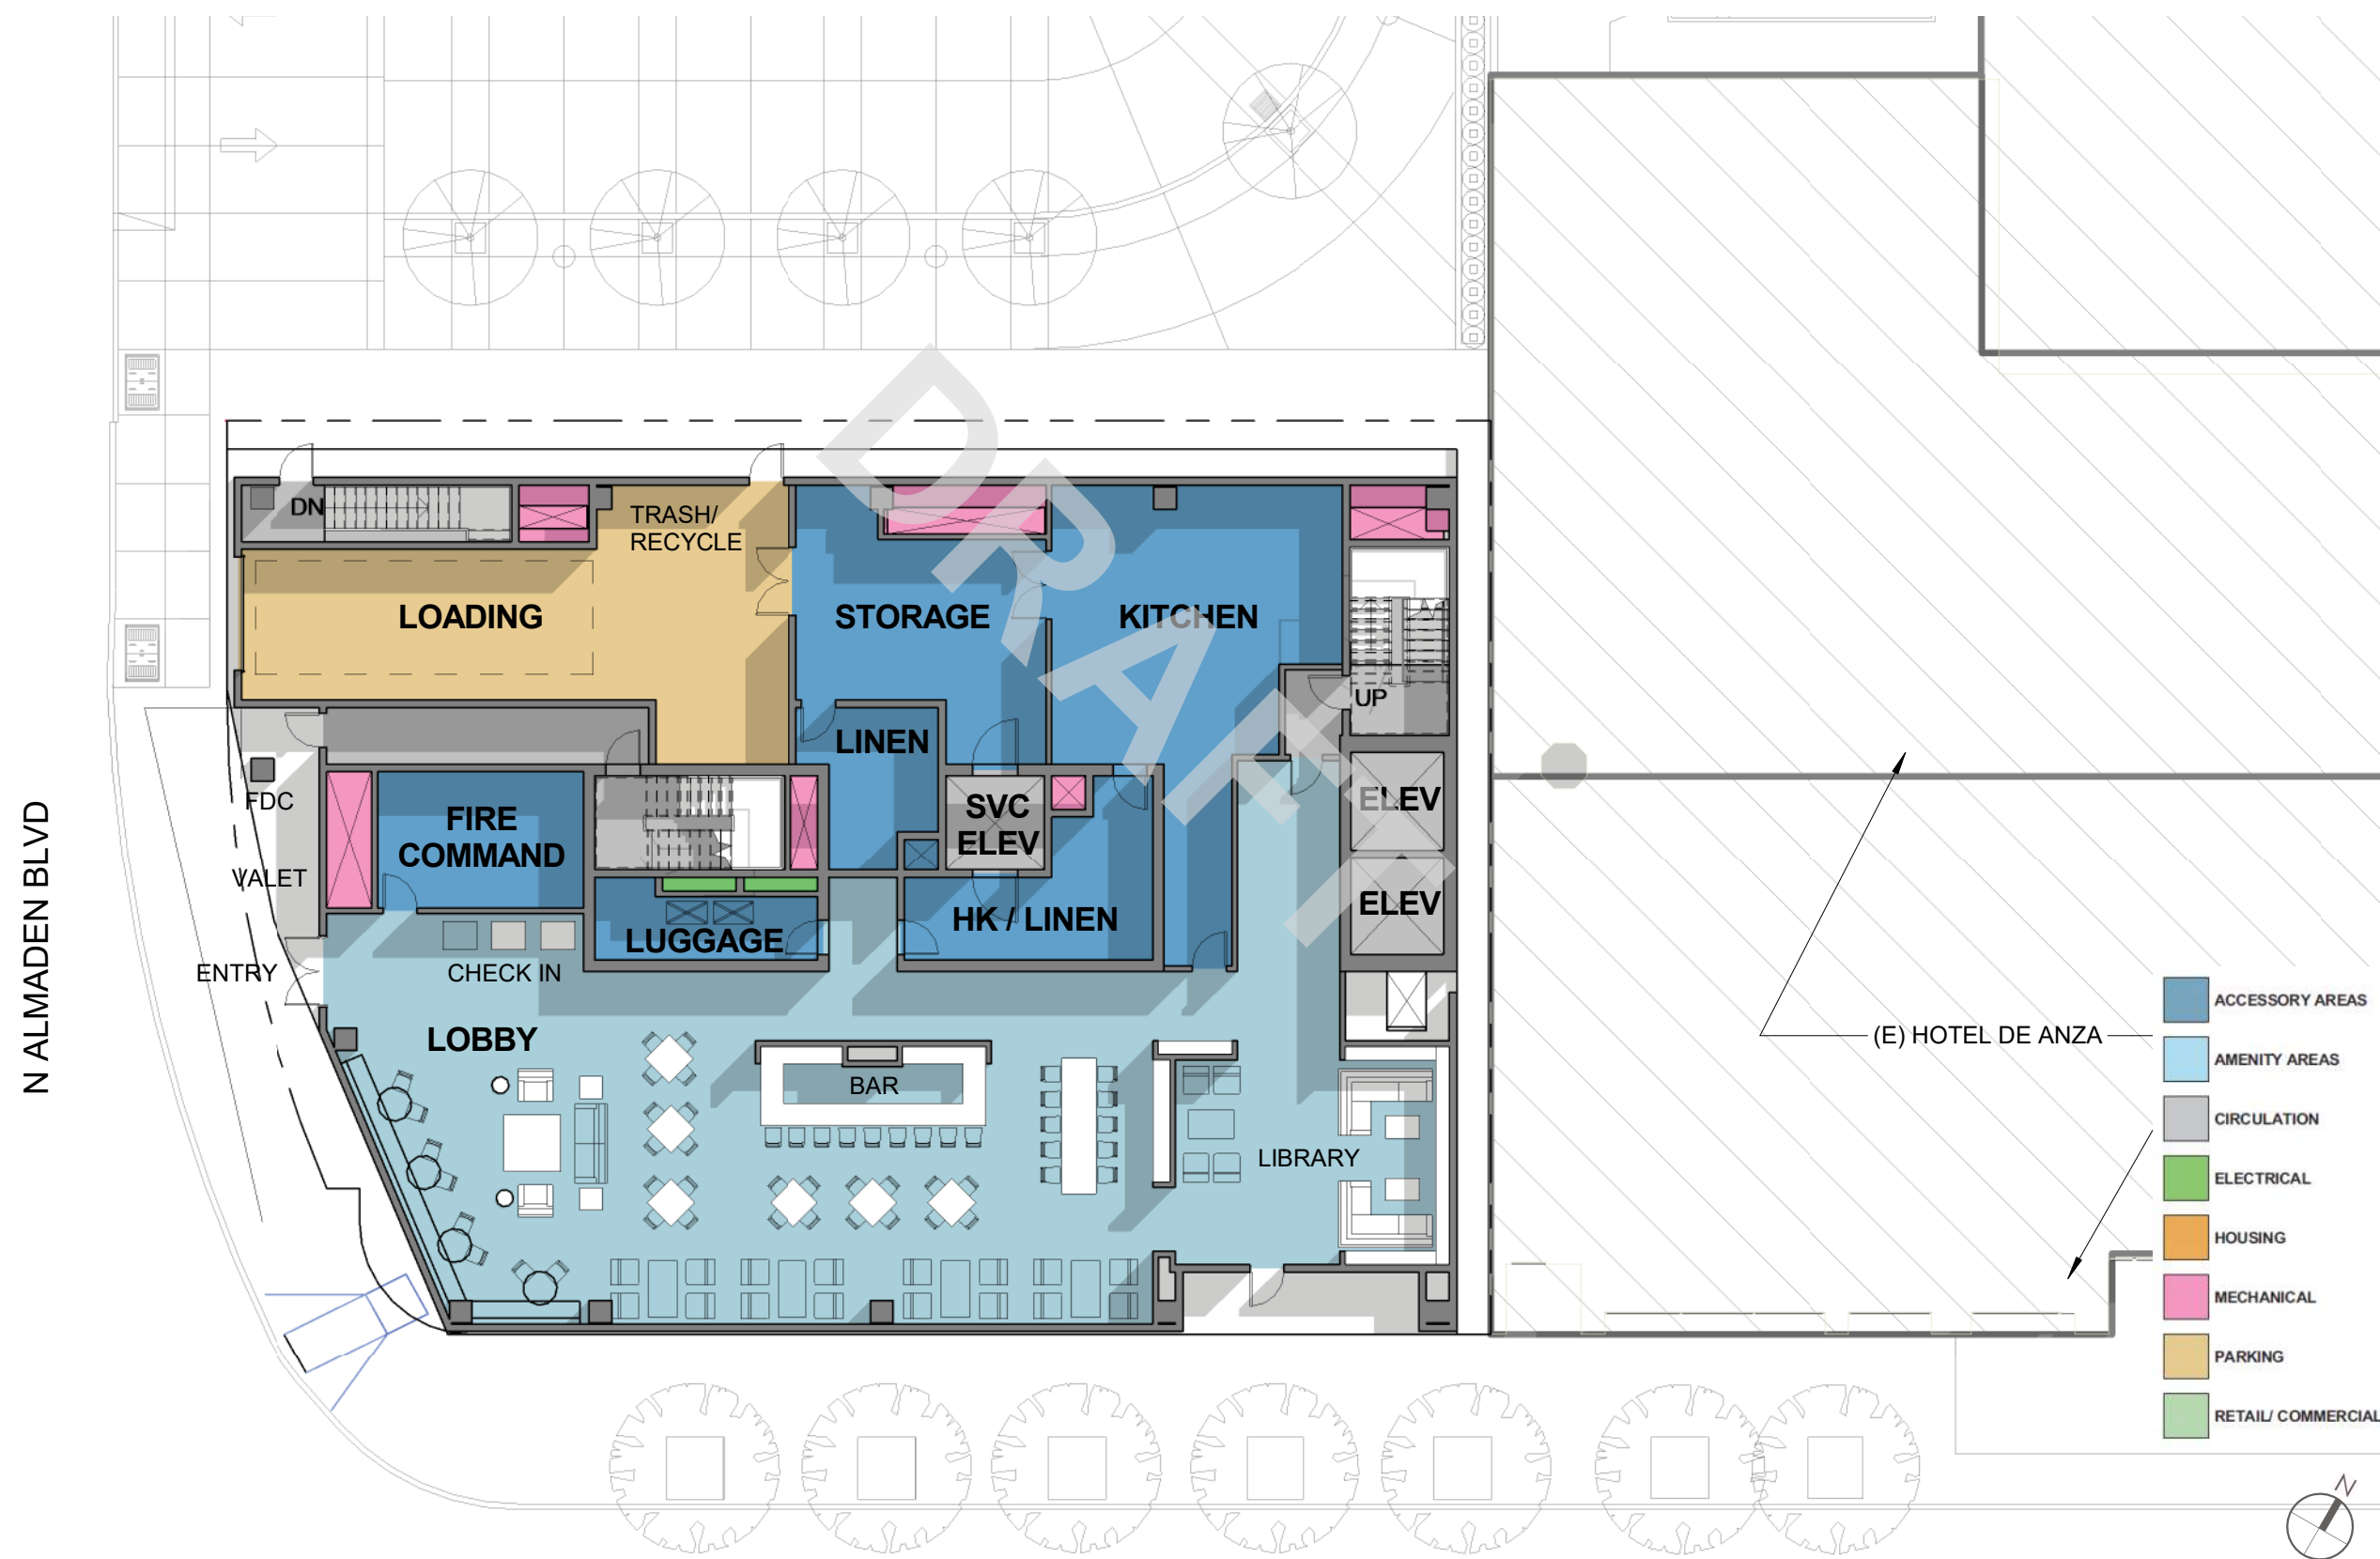 DRAFT
DN
TRASH/
RECYCLE
LOADING
STORAGE
KITCHEN
UP
LINEN
FDC
FIRE
COMMAND
SVC
ELEV
ELEV
VALET
ELEV
LUGGAGE
HK / LINEN
ENTRY
CHECK IN
LOBBY
BAR
LIBRARY
N ALMADEN BLVD
(E) HOTEL DE ANZA
ACCESSORY AREAS
AMENITY AREAS
CIRCULATION
ELECTRICAL
HOUSING
MECHANICAL
PARKING
RETAIL/ COMMERCIAL
N